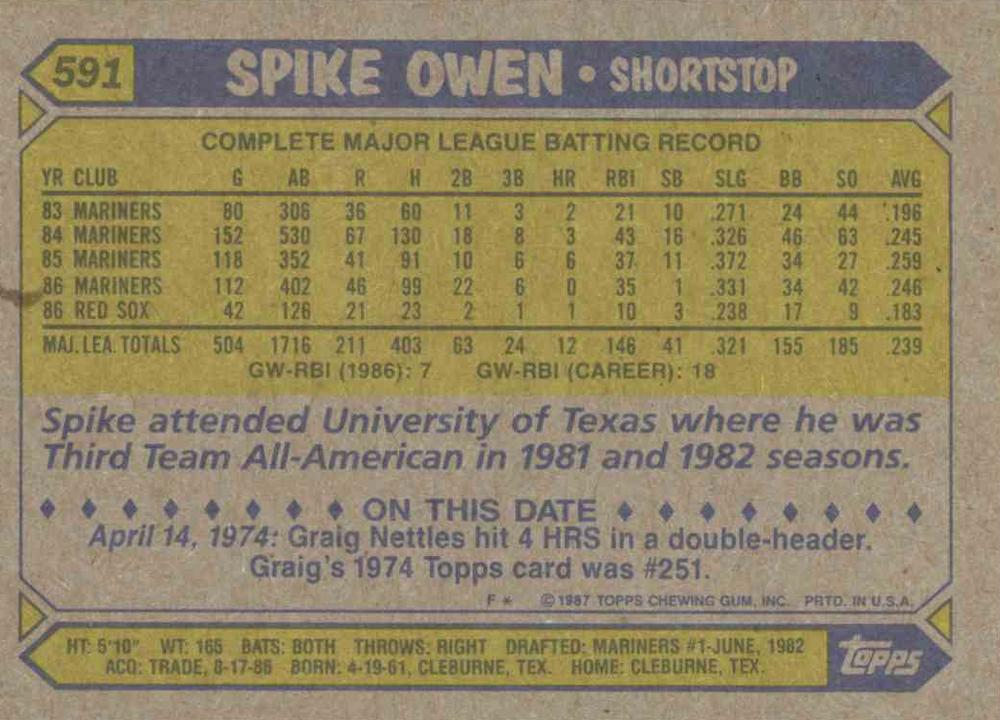 591 SPIKE OWEN • SHORTSTOP
COMPLETE MAJOR LEAGUE BATTING RECORD
YR CLUB G AB R H 2B 3B HR RBI SB SLG BB SO AVG
83 MARINERS 80 306 36 60 11 3 2 21 10 .271 24 44 .196
84 MARINERS 152 530 67 130 18 8 3 43 16 .326 46 63 .245
85 MARINERS 118 352 41 91 10 6 6 37 11 .372 34 27 .259
86 MARINERS 112 402 46 99 22 6 0 35 1 .331 34 42 .246
86 RED SOX 42 126 21 23 2 1 1 10 3 .238 17 9 .183
MAJ. LEA. TOTALS 504 1716 211 403 63 24 12 146 41 .321 155 185 .239
GW-RBI (1986): 7 GW-RBI (CAREER): 18
Spike attended University of Texas where he was
Third Team All-American in 1981 and 1982 seasons.
♦ ♦ ♦ ♦ ♦ ♦ ♦ ♦ ON THIS DATE ♦ ♦ ♦ ♦ ♦ ♦ ♦ ♦
April 14, 1974: Graig Nettles hit 4 HRS in a double-header.
Graig's 1974 Topps card was #251.
F * © 1987 TOPPS CHEWING GUM, INC. PRTD. IN U.S.A.
HT: 5'10" WT: 165 BATS: BOTH THROWS: RIGHT DRAFTED: MARINERS #1-JUNE, 1982
ACQ: TRADE, 8-17-86 BORN: 4-19-61, CLEBURNE, TEX. HOME: CLEBURNE, TEX.
Topps